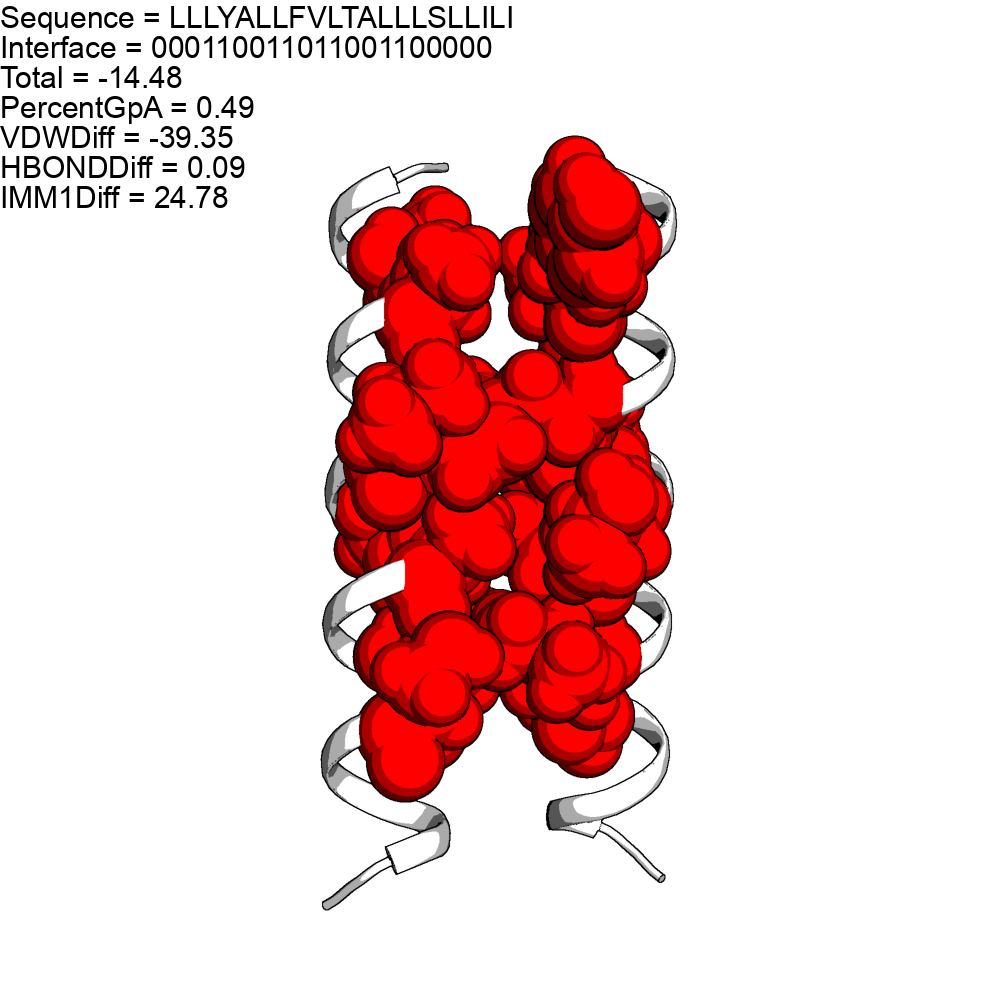 Sequence = LLLYALLFVLTALLLSLLILI
Interface = 000110011011001100000
Total = -14.48
PercentGpA = 0.49
VDWDiff = -39.35
HBONDDiff = 0.09
IMM1Diff = 24.78